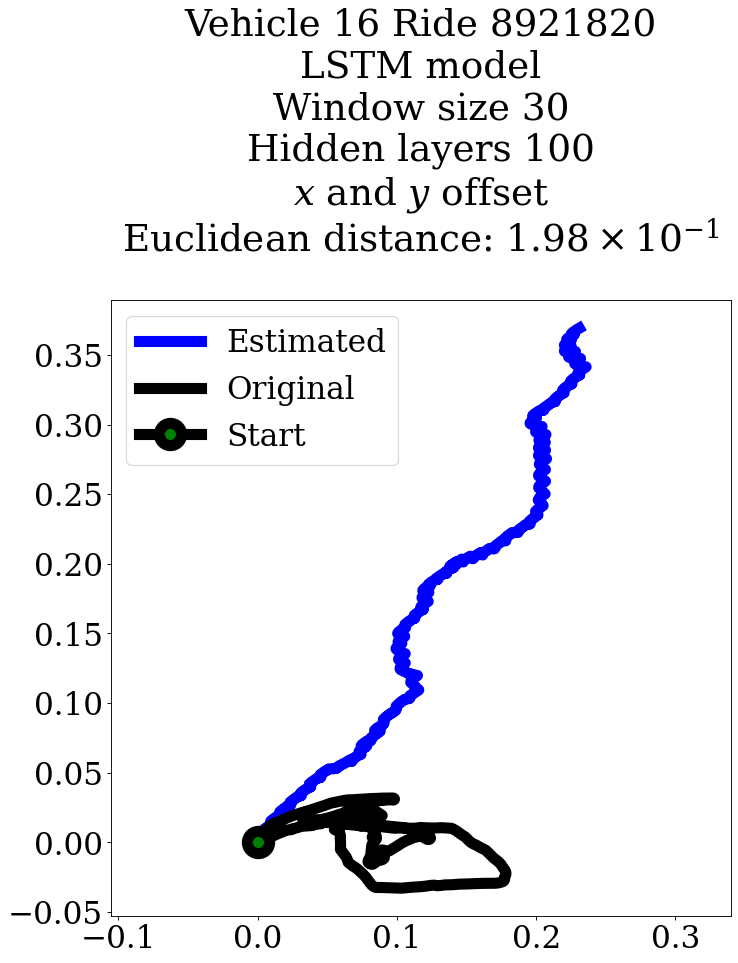 Vehicle 16 Ride 8921820
LSTM model
Window size 30
Hidden layers 100
x and y offset
Euclidean distance: 1.98 × 10⁻¹
Estimated
Original
Start
0.35
0.30
0.25
0.20
0.15
0.10
0.05
0.00
−0.05
−0.1 0.0 0.1 0.2 0.3